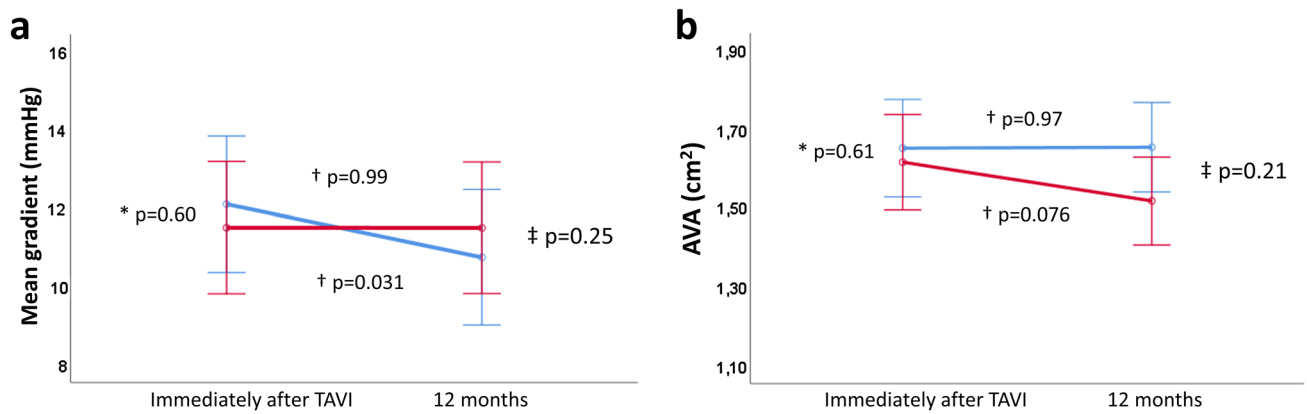 a
Mean gradient (mmHg)
16
14
12
10
8
* p=0.60
† p=0.99
† p=0.031
‡ p=0.25
Immediately after TAVI
12 months
b
AVA (cm²)
1,90
1,70
1,50
1,30
1,10
* p=0.61
† p=0.97
† p=0.076
‡ p=0.21
Immediately after TAVI
12 months